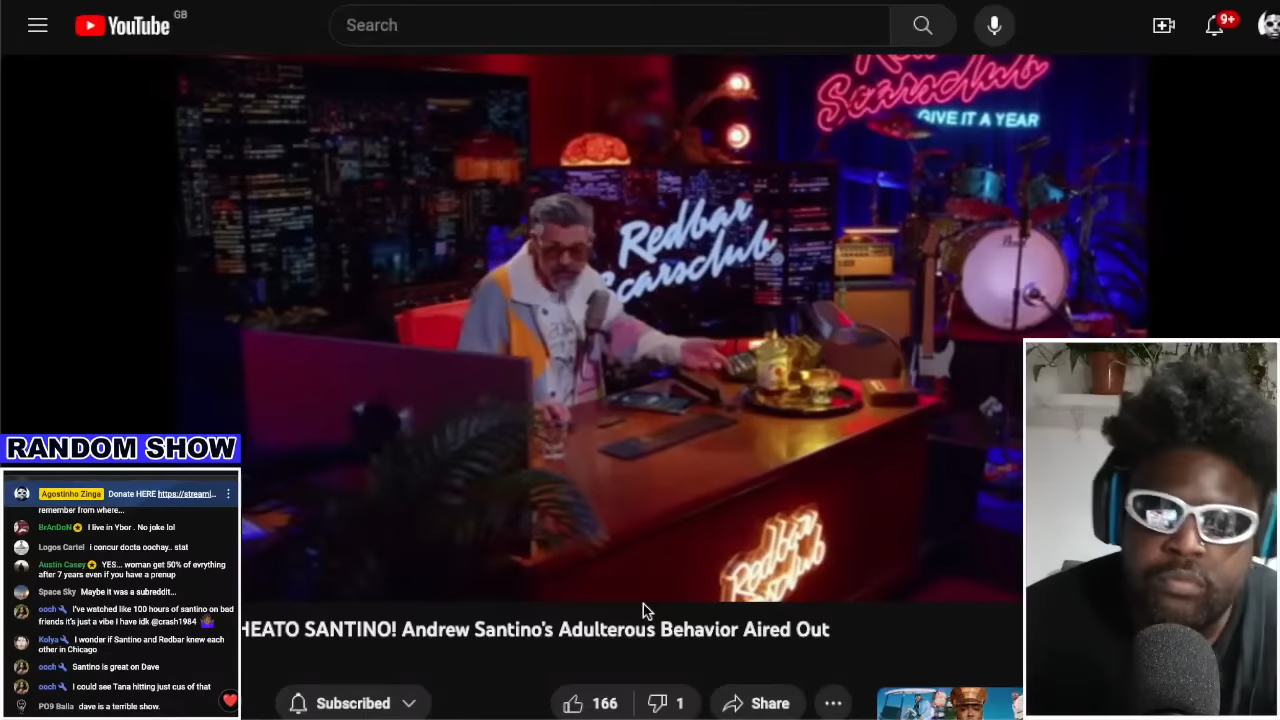 YouTube GB
Search
9+
Red
Scarsclub
GIVE IT A YEAR
Redbar
Scarsclub
Redbar
Scarsclub
RANDOM SHOW
Agostinho Zinga Donate HERE https://streaml...
remember from where...
BrAnDoN I live in Ybor . No joke lol
Logos Cartel i concur docta oochay.. stat
Austin Casey YES... woman get 50% of evrything
after 7 years even if you have a prenup
Space Sky Maybe it was a subreddit...
ooch I've watched like 100 hours of santino on bad
friends it's just a vibe I have idk @crash1984
Kolya I wonder if Santino and Redbar knew each
other in Chicago
ooch Santino is great on Dave
ooch I could see Tana hitting just cus of that
PO9 Balla dave is a terrible show.
HEATO SANTINO! Andrew Santino's Adulterous Behavior Aired Out
Subscribed
166
1
Share